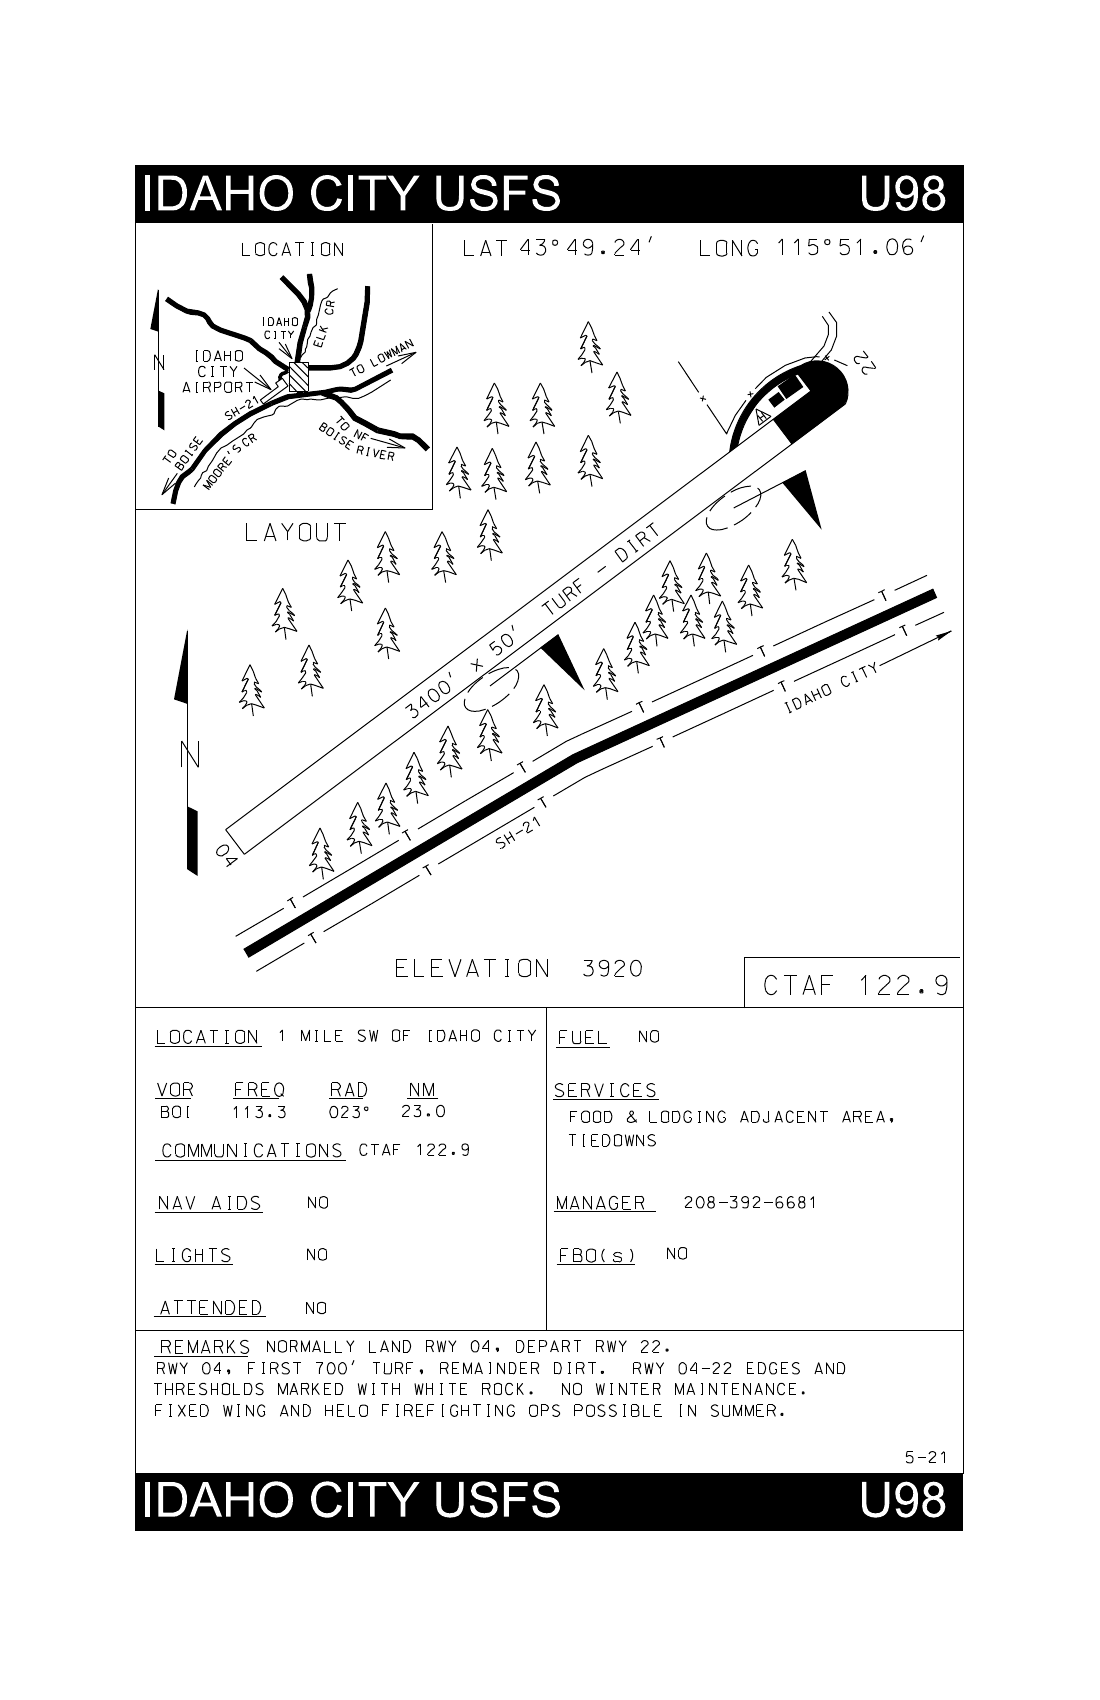 IDAHO CITY USFS U98
LOCATION
LAT 43°49.24' LONG 115°51.06'
IDAHO
CITY
ELK CR
N
IDAHO
CITY
AIRPORT
TO LOWMAN
SH-21
TO
BOISE
MOORE'S CR
TO NF
BOISE RIVER
22
LAYOUT
3400' x 50' TURF - DIRT
N
04
T T T T T T
T T T T T T
IDAHO CITY
SH-21
ELEVATION 3920
CTAF 122.9
LOCATION 1 MILE SW OF IDAHO CITY
VOR FREQ RAD NM
BOI 113.3 023° 23.0
COMMUNICATIONS CTAF 122.9
NAV AIDS NO
LIGHTS NO
ATTENDED NO
FUEL NO
SERVICES
FOOD & LODGING ADJACENT AREA,
TIEDOWNS
MANAGER 208-392-6681
FBO(s) NO
REMARKS NORMALLY LAND RWY 04, DEPART RWY 22.
RWY 04, FIRST 700' TURF, REMAINDER DIRT. RWY 04-22 EDGES AND
THRESHOLDS MARKED WITH WHITE ROCK. NO WINTER MAINTENANCE.
FIXED WING AND HELO FIREFIGHTING OPS POSSIBLE IN SUMMER.
5-21
IDAHO CITY USFS U98